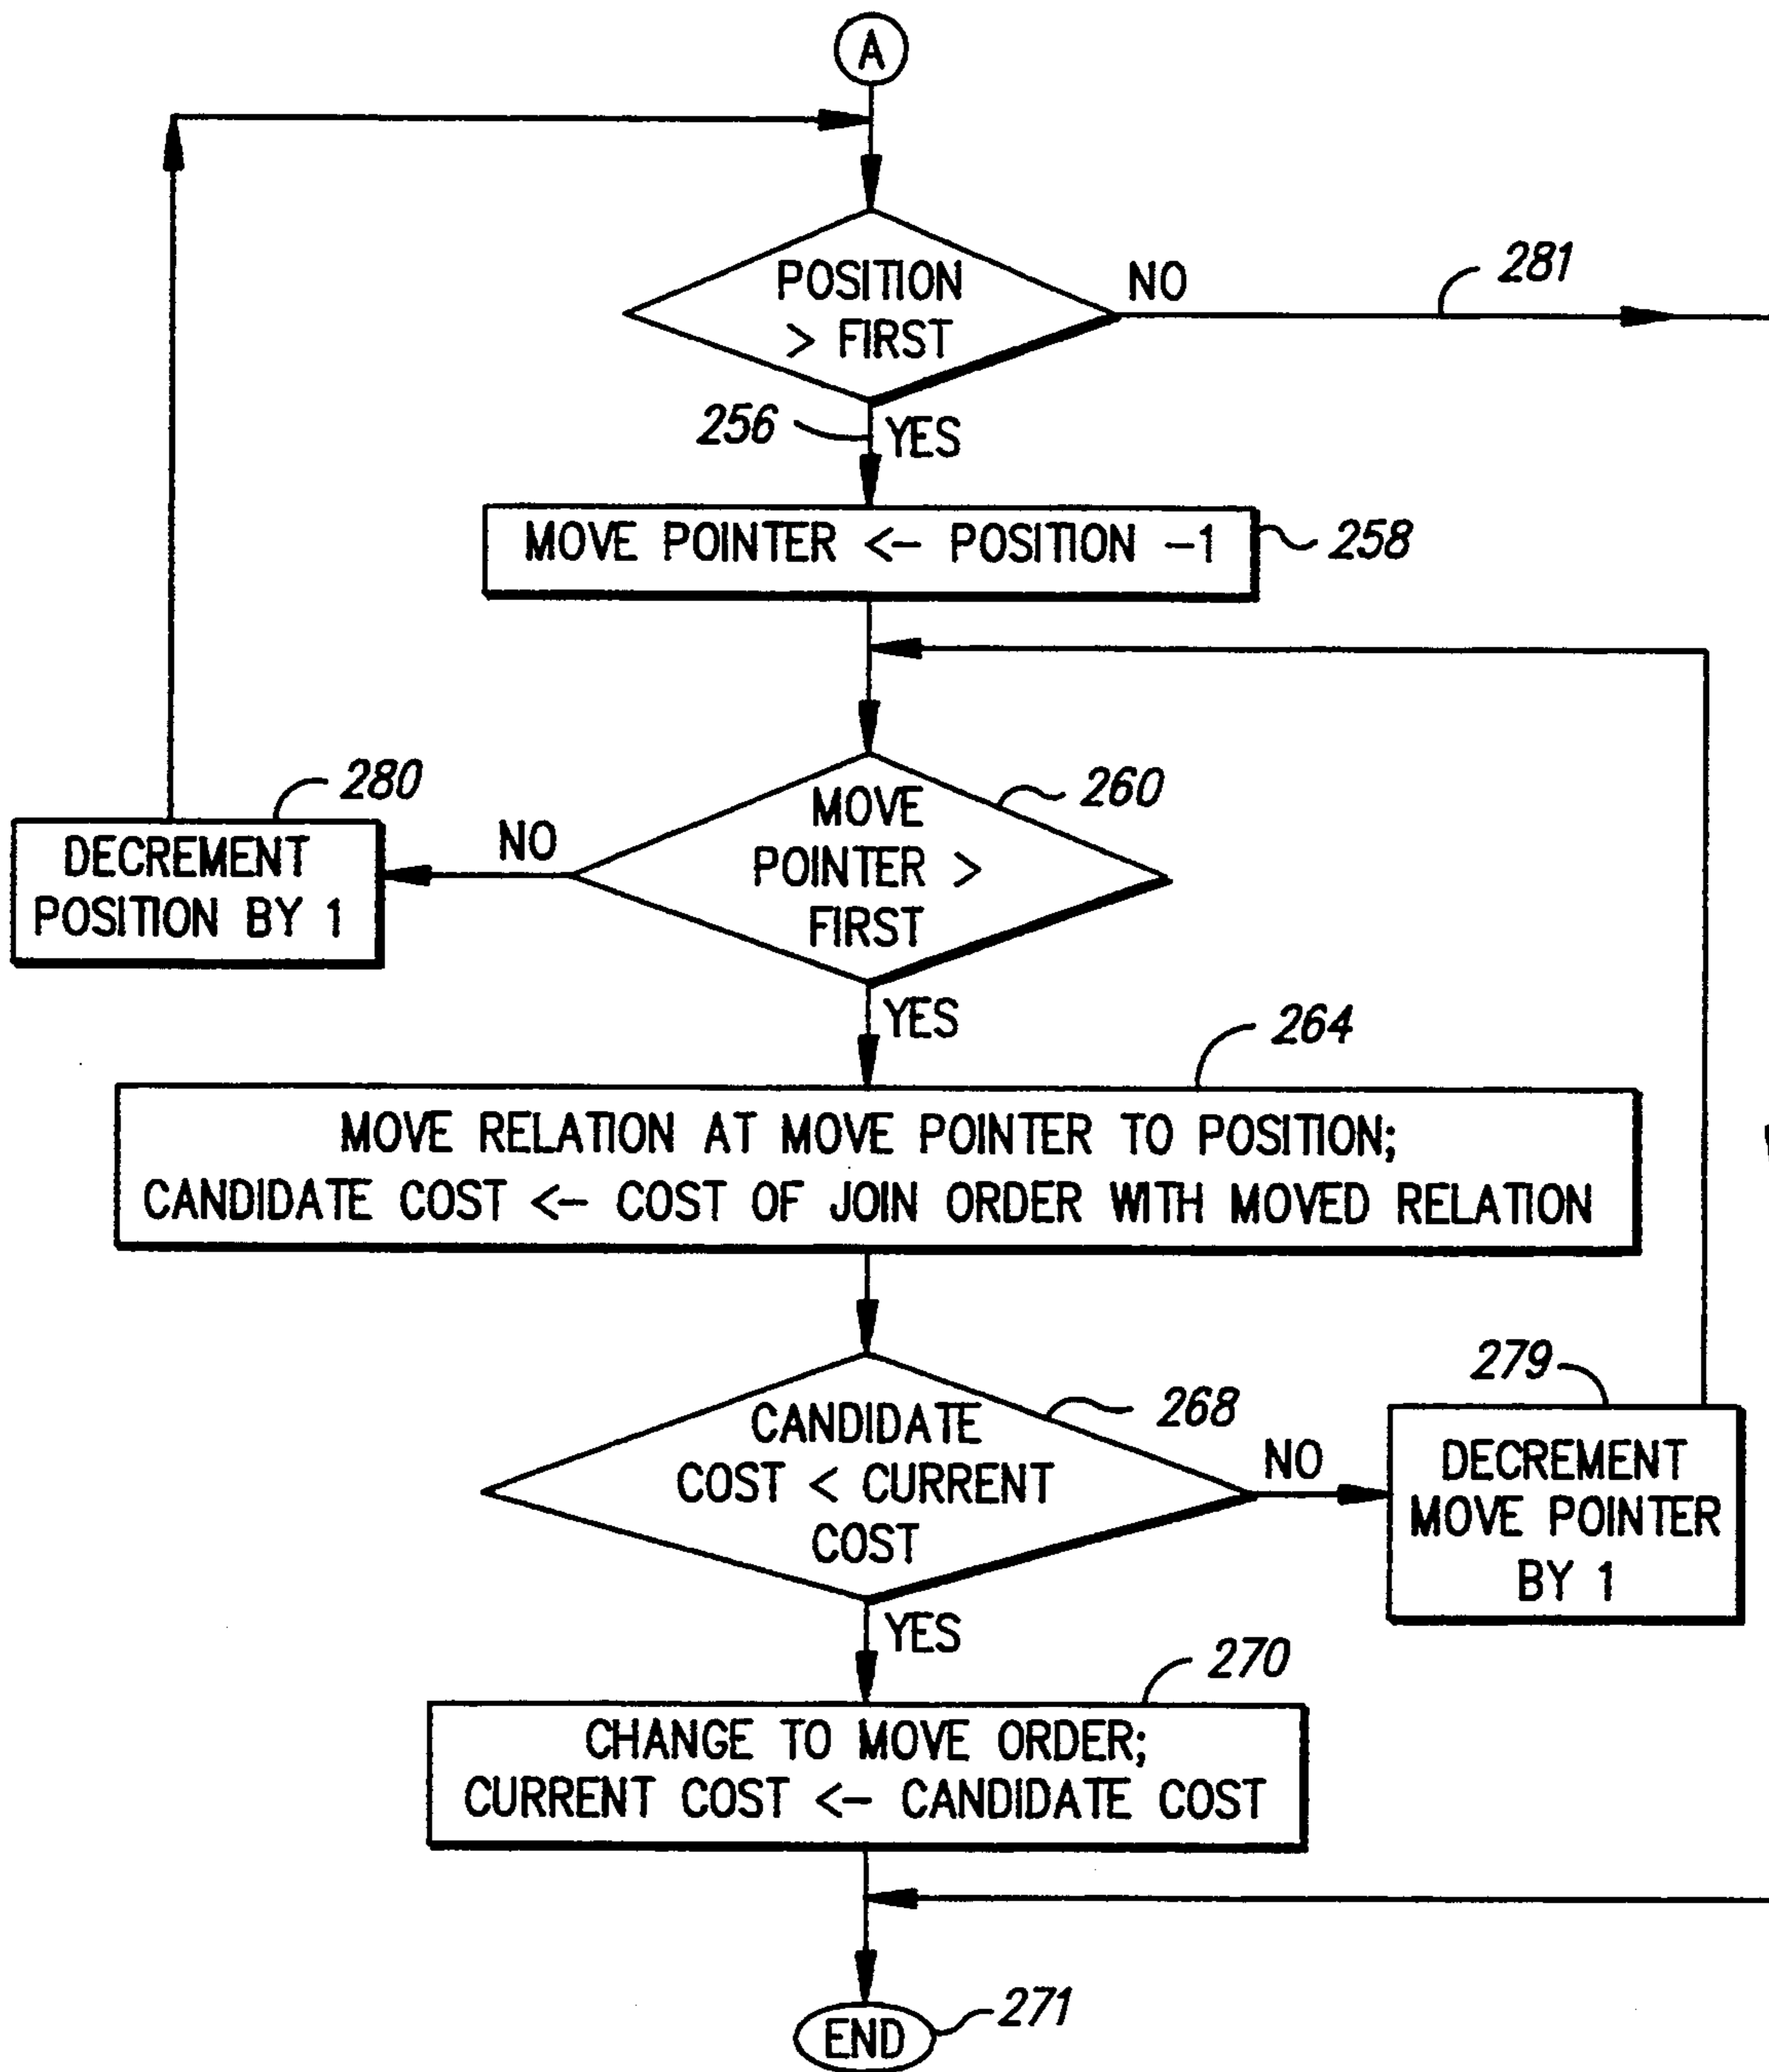 A
POSITION
> FIRST
NO
281
256
YES
MOVE POINTER <- POSITION -1
258
280
DECREMENT
POSITION BY 1
NO
MOVE
POINTER >
FIRST
260
YES
264
MOVE RELATION AT MOVE POINTER TO POSITION;
CANDIDATE COST <- COST OF JOIN ORDER WITH MOVED RELATION
CANDIDATE
COST < CURRENT
COST
268
NO
279
DECREMENT
MOVE POINTER
BY 1
YES
270
CHANGE TO MOVE ORDER;
CURRENT COST <- CANDIDATE COST
END
271